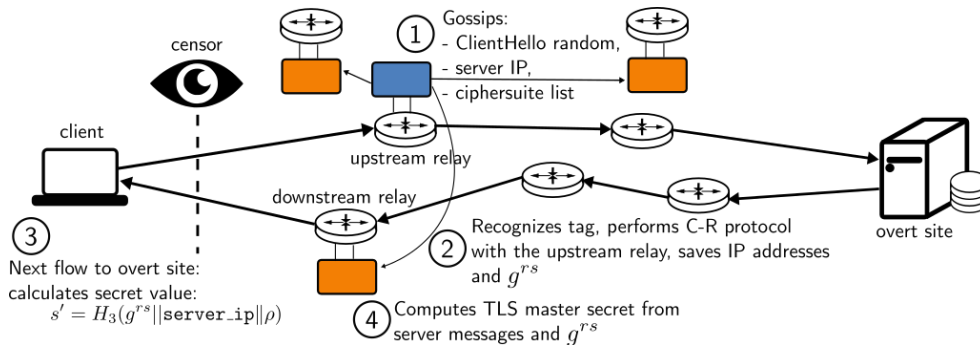 1
Gossips:
- ClientHello random,
- server IP,
- ciphersuite list
censor
client
upstream relay
downstream relay
overt site
2
Recognizes tag, performs C-R protocol
with the upstream relay, saves IP addresses
and g^{rs}
3
Next flow to overt site:
calculates secret value:
s′ = H₃(g^{rs}||server_ip||ρ)
4
Computes TLS master secret from
server messages and g^{rs}